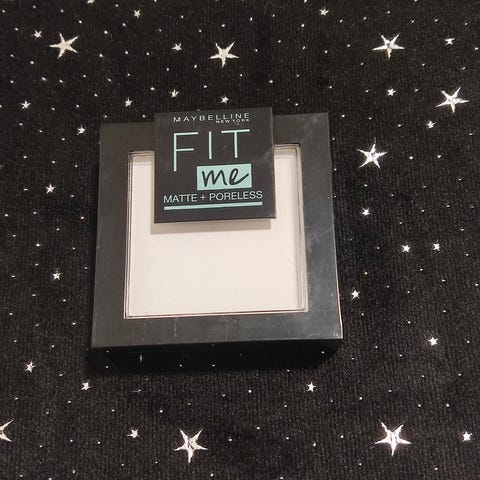 MAYBELLINE
NEW YORK
FIT
me
MATTE + PORELESS